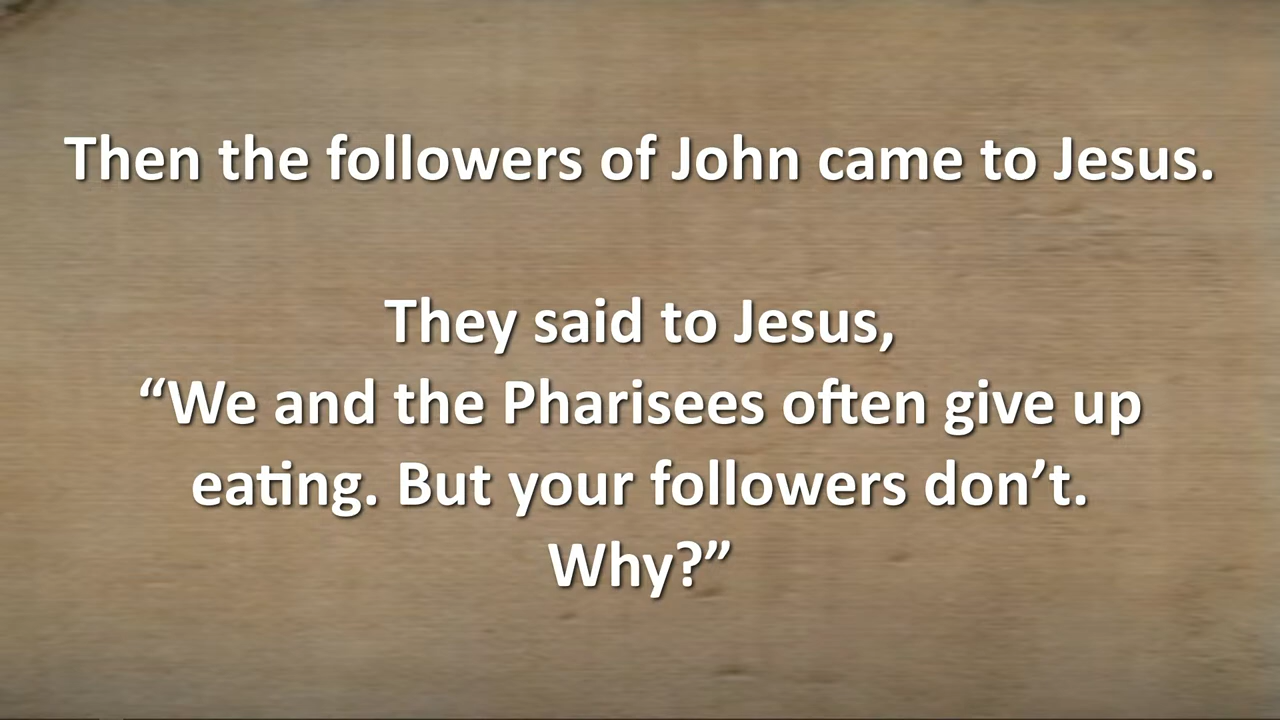 Then the followers of John came to Jesus.
They said to Jesus,
“We and the Pharisees often give up
eating. But your followers don’t.
Why?”